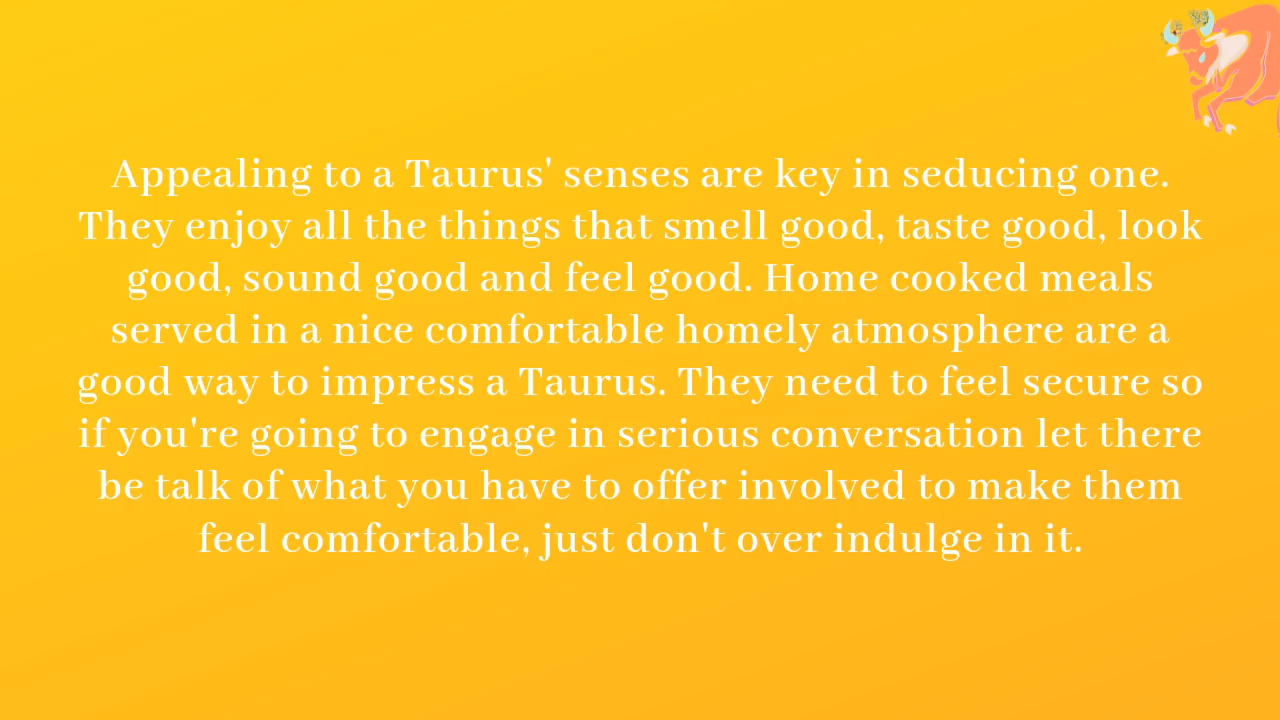 Appealing to a Taurus' senses are key in seducing one.
They enjoy all the things that smell good, taste good, look
good, sound good and feel good. Home cooked meals
served in a nice comfortable homely atmosphere are a
good way to impress a Taurus. They need to feel secure so
if you're going to engage in serious conversation let there
be talk of what you have to offer involved to make them
feel comfortable, just don't over indulge in it.